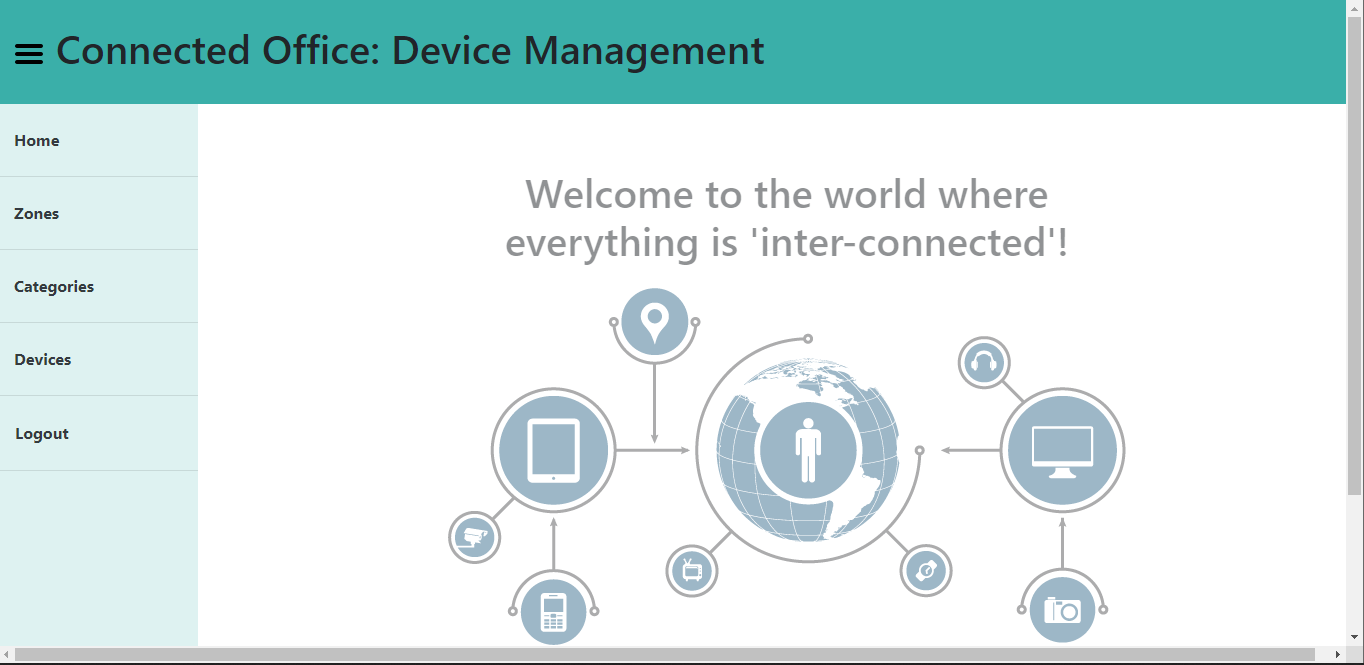 Connected Office: Device Management
Home
Zones
Categories
Devices
Logout
Welcome to the world where
everything is 'inter-connected'!